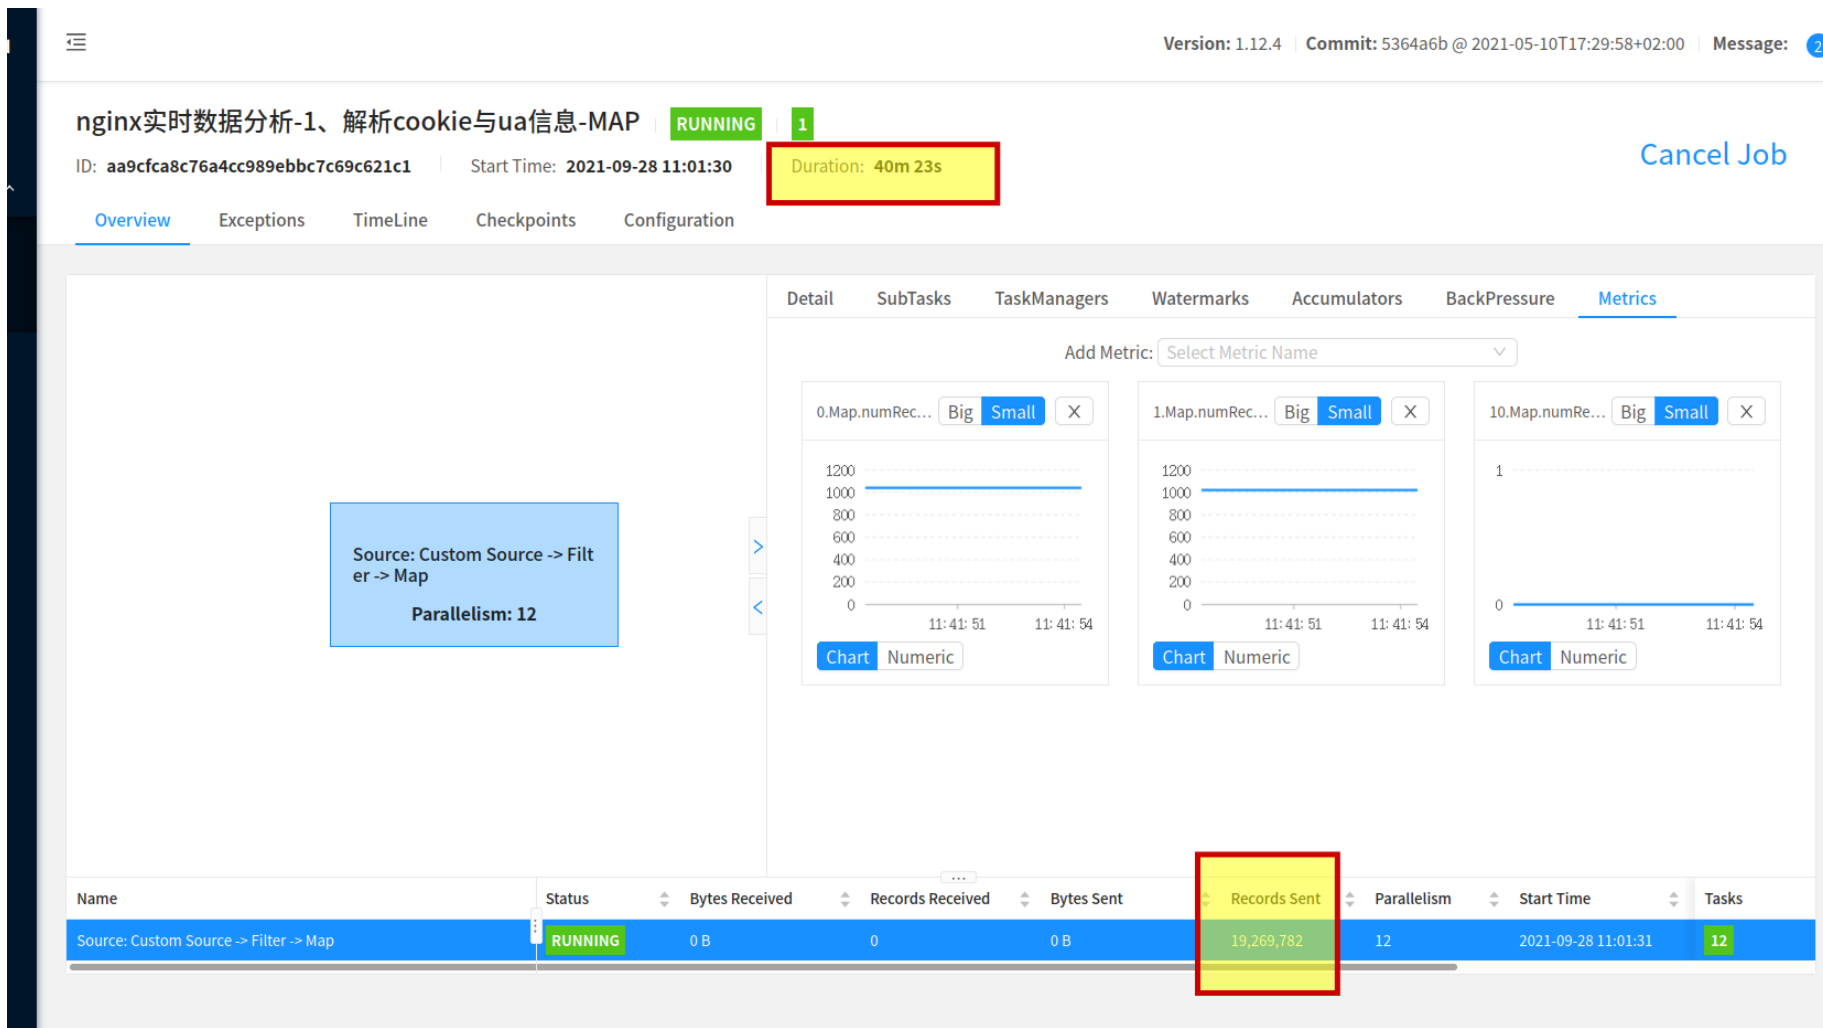 Version: 1.12.4 Commit: 5364a6b @ 2021-05-10T17:29:58+02:00 Message: 2
nginx实时数据分析-1、解析cookie与ua信息-MAP RUNNING 1
ID: aa9cfca8c76a4cc989ebbc7c69c621c1 Start Time: 2021-09-28 11:01:30 Duration: 40m 23s
Cancel Job
Overview Exceptions TimeLine Checkpoints Configuration
Detail SubTasks TaskManagers Watermarks Accumulators BackPressure Metrics
Add Metric: Select Metric Name
Source: Custom Source -> Filt
er -> Map
Parallelism: 12
0.Map.numRec... Big Small X
1200
1000
800
600
400
200
0
11:41:51 11:41:54
Chart Numeric
1.Map.numRec... Big Small X
1200
1000
800
600
400
200
0
11:41:51 11:41:54
Chart Numeric
10.Map.numRe... Big Small X
1
0
11:41:51 11:41:54
Chart Numeric
...
Name Status Bytes Received Records Received Bytes Sent Records Sent Parallelism Start Time Tasks
Source: Custom Source -> Filter -> Map RUNNING 0 B 0 0 B 19,269,782 12 2021-09-28 11:01:31 12